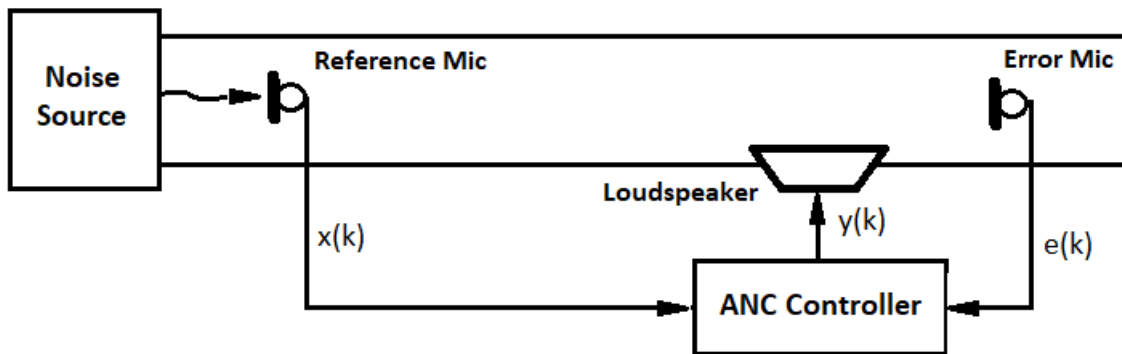 Noise
Source
Reference Mic
Error Mic
Loudspeaker
x(k)
y(k)
e(k)
ANC Controller